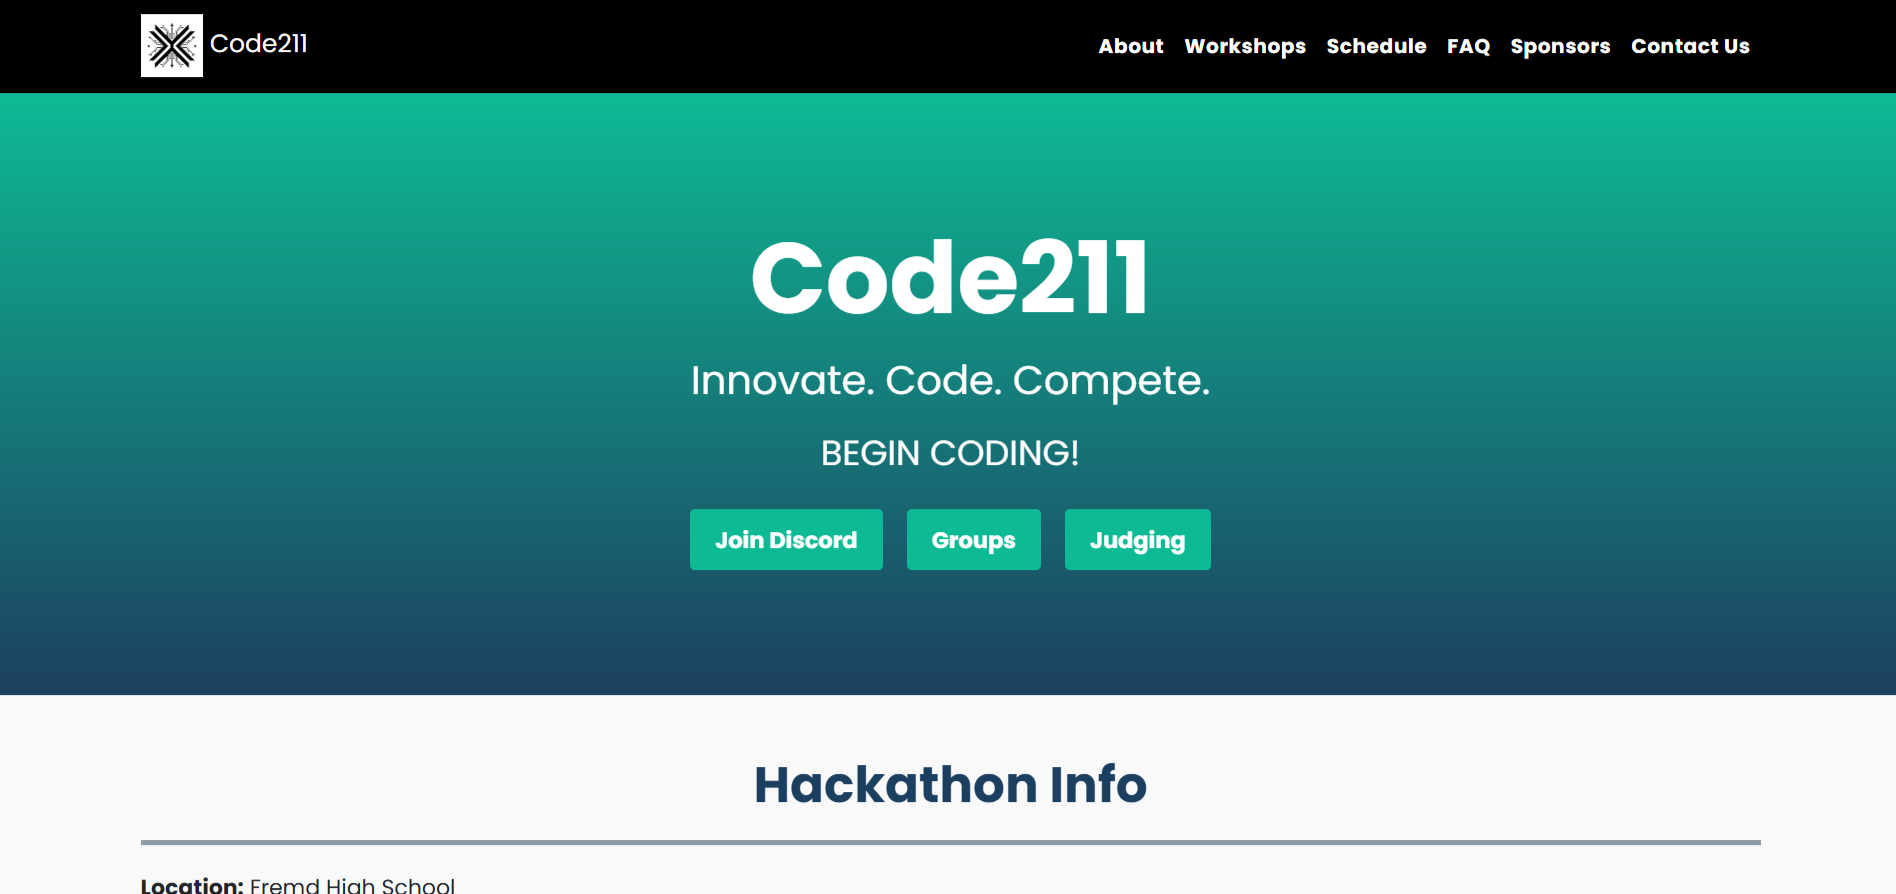 Code211
About Workshops Schedule FAQ Sponsors Contact Us
Code211
Innovate. Code. Compete.
BEGIN CODING!
Join Discord Groups Judging
Hackathon Info
Location: Fremd High School